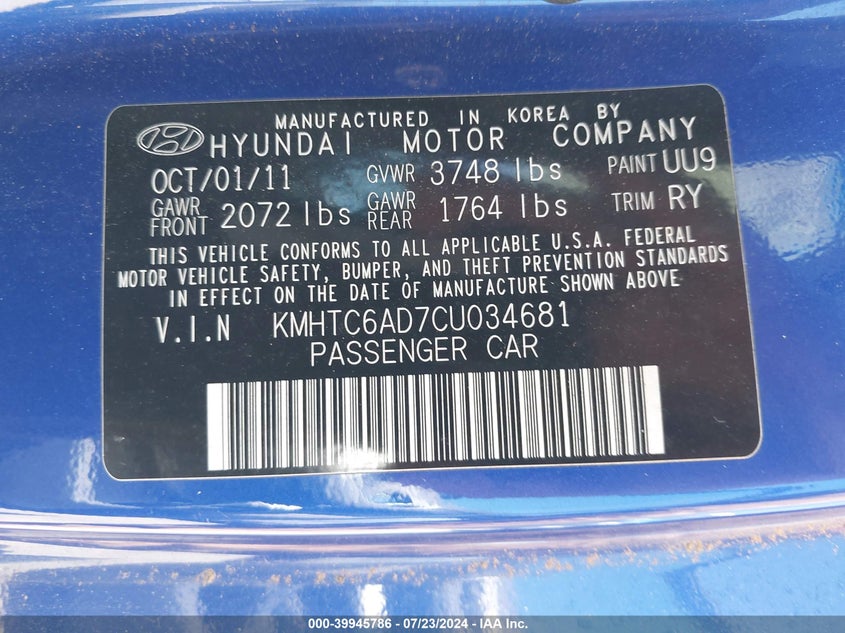 MANUFACTURED IN KOREA BY
HYUNDAI MOTOR COMPANY
OCT/01/11 GVWR 3748 lbs PAINT UU9
GAWR FRONT 2072 lbs GAWR REAR 1764 lbs TRIM RY
THIS VEHICLE CONFORMS TO ALL APPLICABLE U.S.A. FEDERAL
MOTOR VEHICLE SAFETY, BUMPER, AND THEFT PREVENTION STANDARDS
IN EFFECT ON THE DATE OF MANUFACTURE SHOWN ABOVE
V.I.N KMHTC6AD7CU034681
PASSENGER CAR
000-39945786 - 07/23/2024 - IAA Inc.